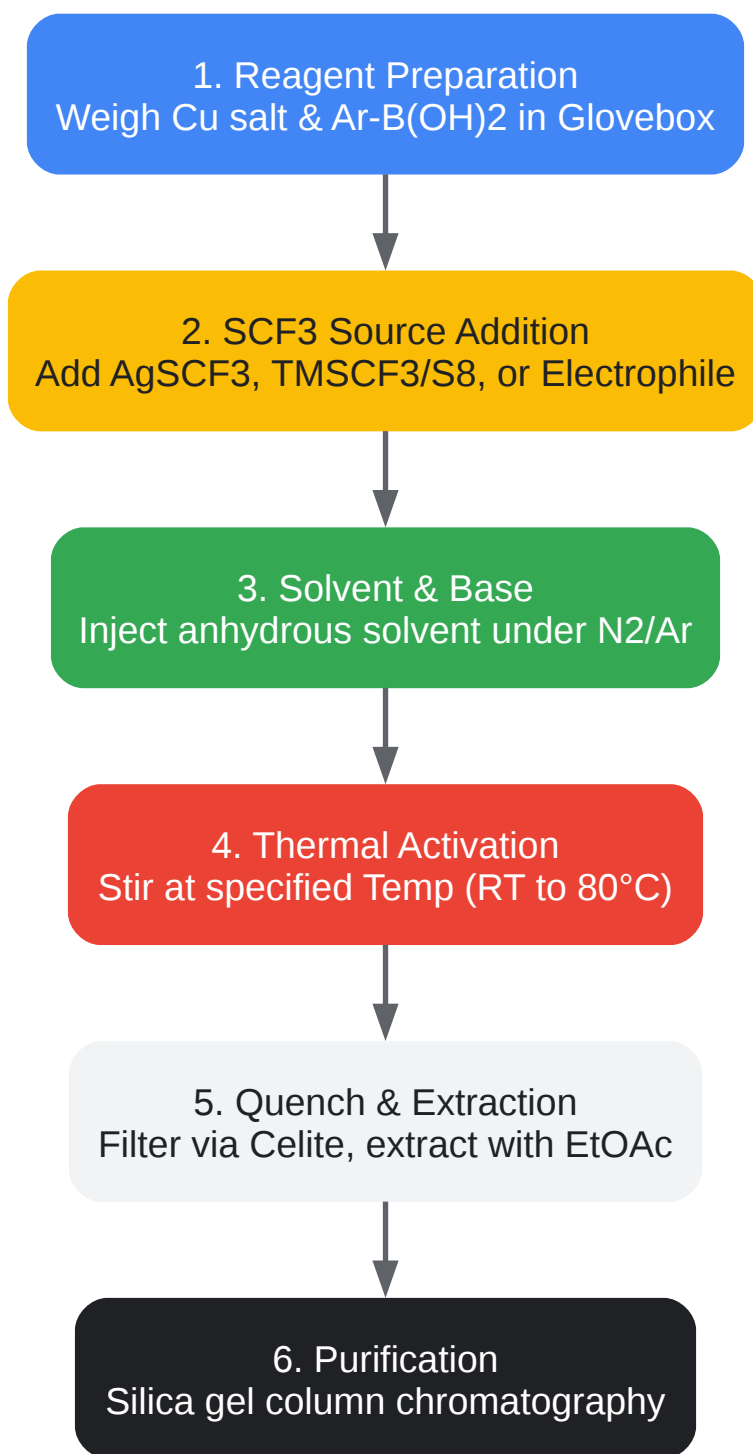 1. Reagent Preparation
Weigh Cu salt & Ar-B(OH)2 in Glovebox
2. SCF3 Source Addition
Add AgSCF3, TMSCF3/S8, or Electrophile
3. Solvent & Base
Inject anhydrous solvent under N2/Ar
4. Thermal Activation
Stir at specified Temp (RT to 80°C)
5. Quench & Extraction
Filter via Celite, extract with EtOAc
6. Purification
Silica gel column chromatography